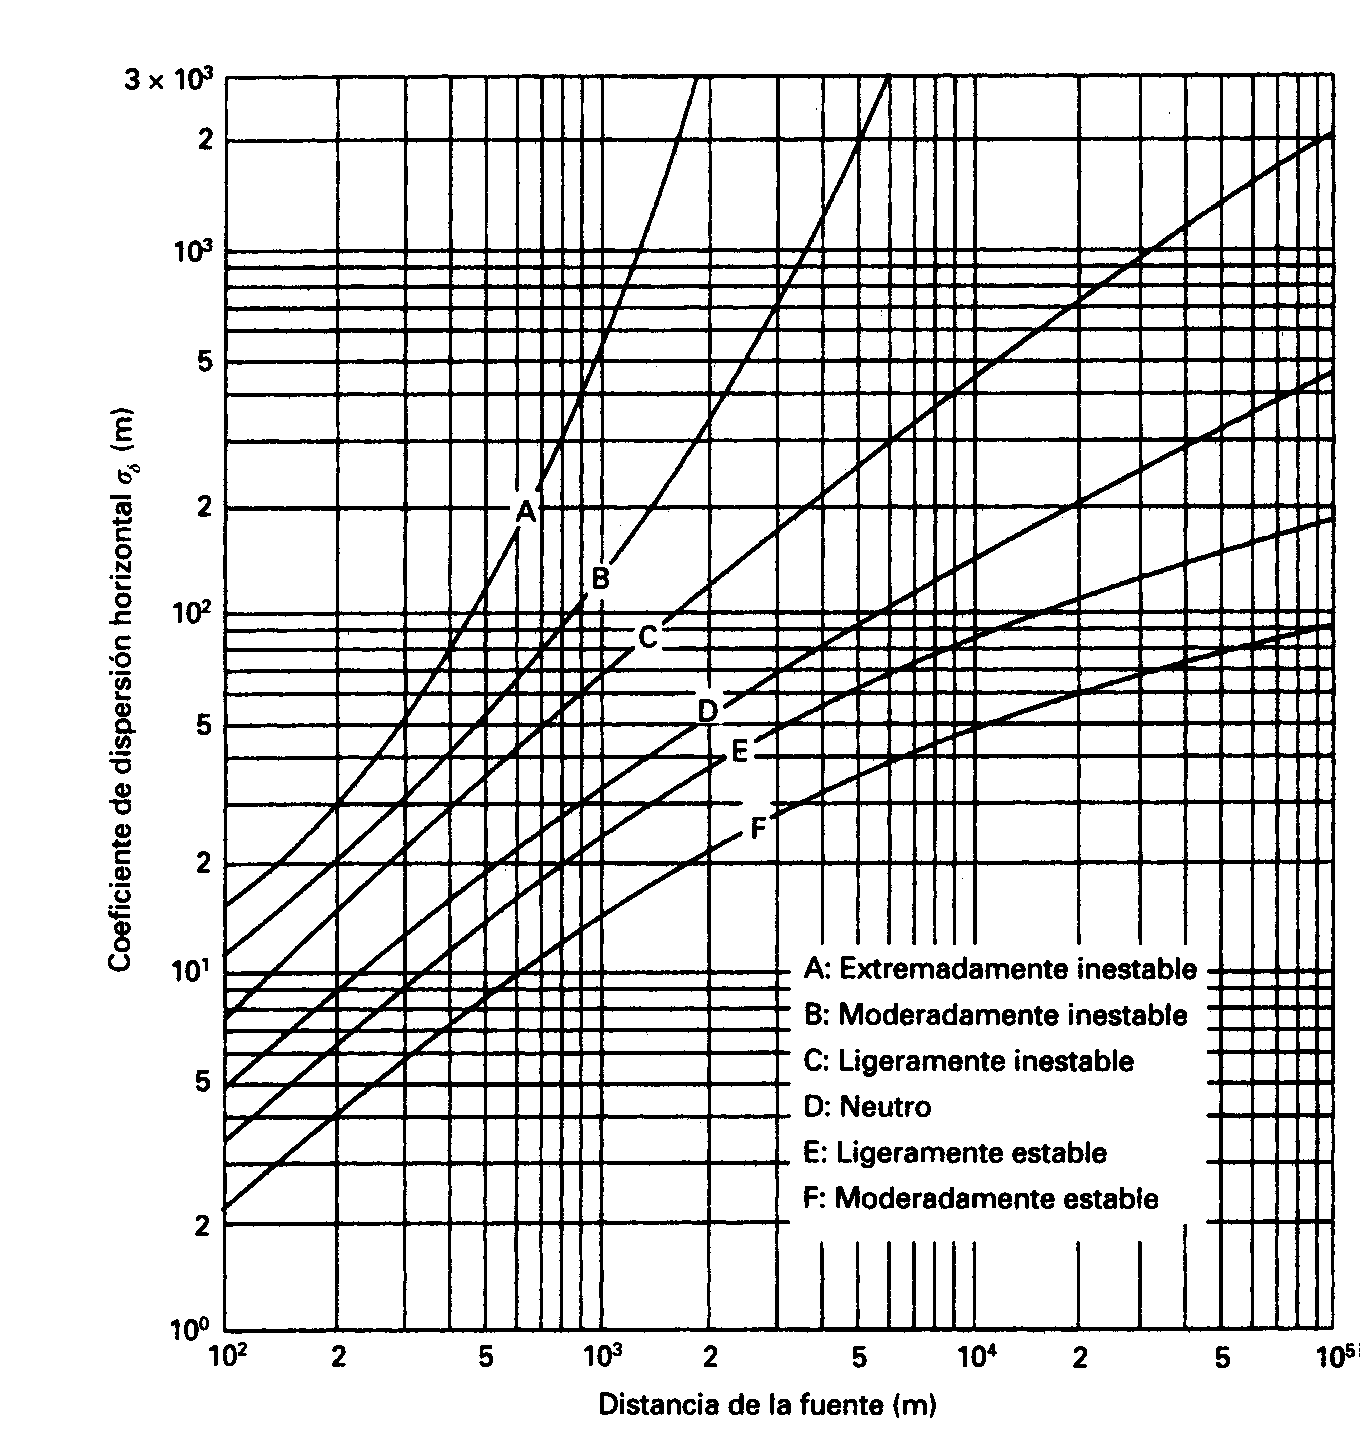 3 × 10³
2
10³
5
2
10²
5
2
10¹
5
2
10⁰
Coeficiente de dispersión horizontal σ𝛿 (m)
A
B
C
D
E
F
A: Extremadamente inestable
B: Moderadamente inestable
C: Ligeramente inestable
D: Neutro
E: Ligeramente estable
F: Moderadamente estable
10² 2 5 10³ 2 5 10⁴ 2 5 10⁵
Distancia de la fuente (m)